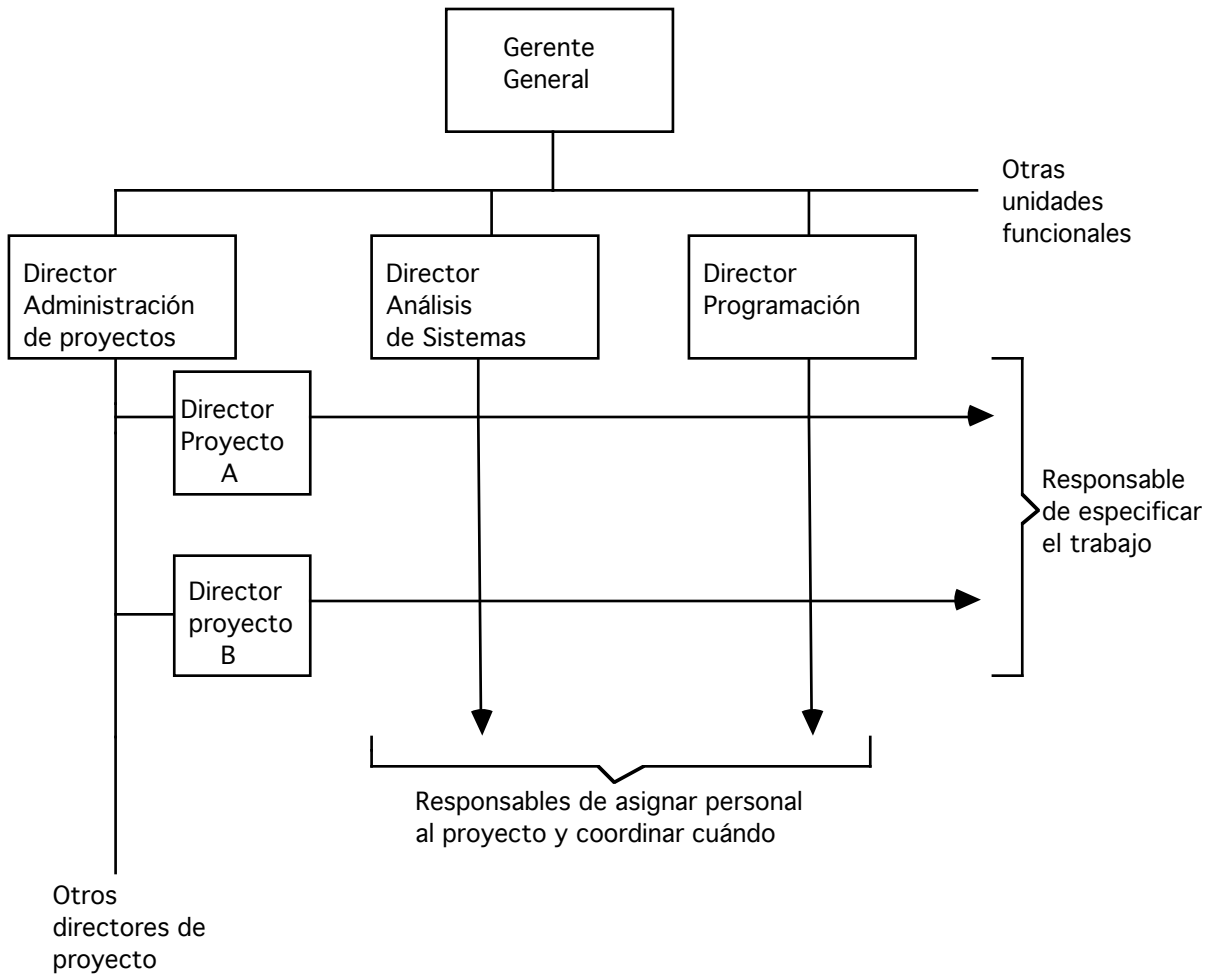 Gerente
General
Otras
unidades
funcionales
Director
Administración
de proyectos
Director
Análisis
de Sistemas
Director
Programación
Director
Proyecto
A
Responsable
de especificar
el trabajo
Director
proyecto
B
Responsables de asignar personal
al proyecto y coordinar cuándo
Otros
directores de
proyecto